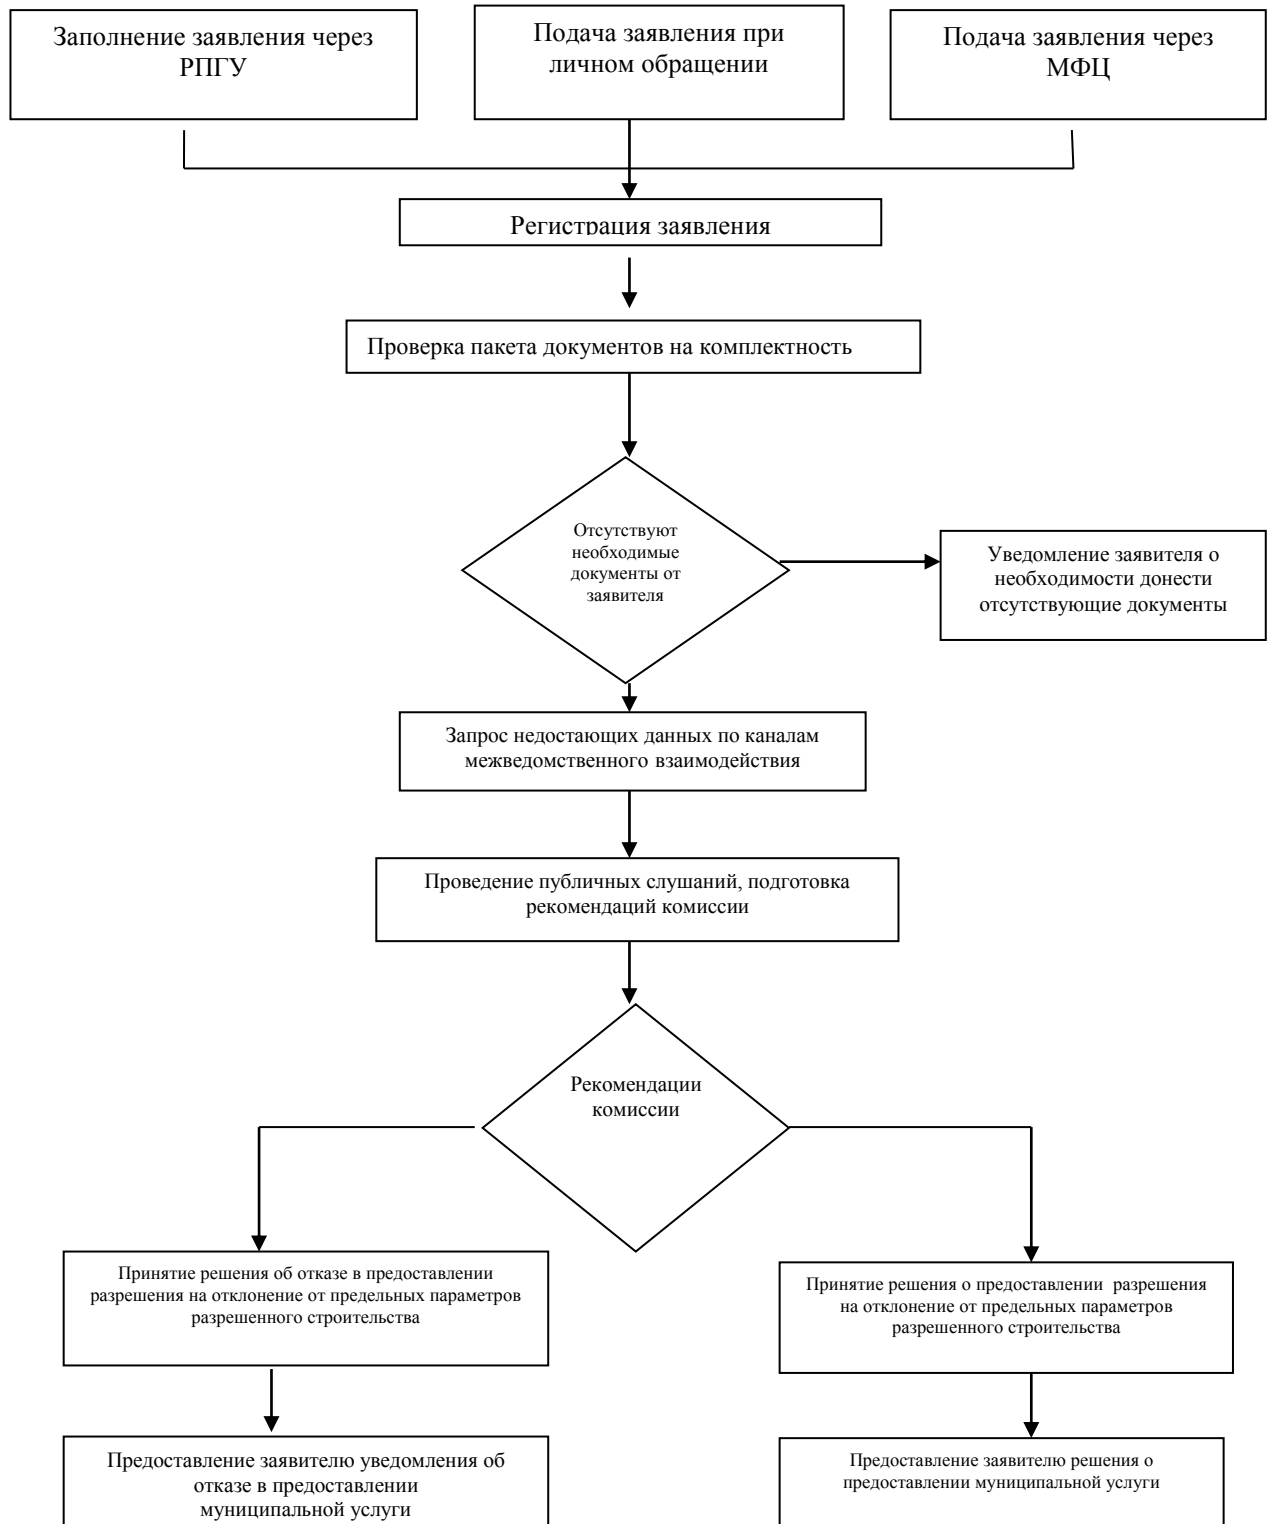 Заполнение заявления через
РПГУ
Подача заявления при
личном обращении
Подача заявления через
МФЦ
Регистрация заявления
Проверка пакета документов на комплектность
Отсутствуют
необходимые
документы от
заявителя
Уведомление заявителя о
необходимости донести
отсутствующие документы
Запрос недостающих данных по каналам
межведомственного взаимодействия
Проведение публичных слушаний, подготовка
рекомендаций комиссии
Рекомендации
комиссии
Принятие решения об отказе в предоставлении
разрешения на отклонение от предельных параметров
разрешенного строительства
Принятие решения о предоставлении разрешения
на отклонение от предельных параметров
разрешенного строительства
Предоставление заявителю уведомления об
отказе в предоставлении
муниципальной услуги
Предоставление заявителю решения о
предоставлении муниципальной услуги